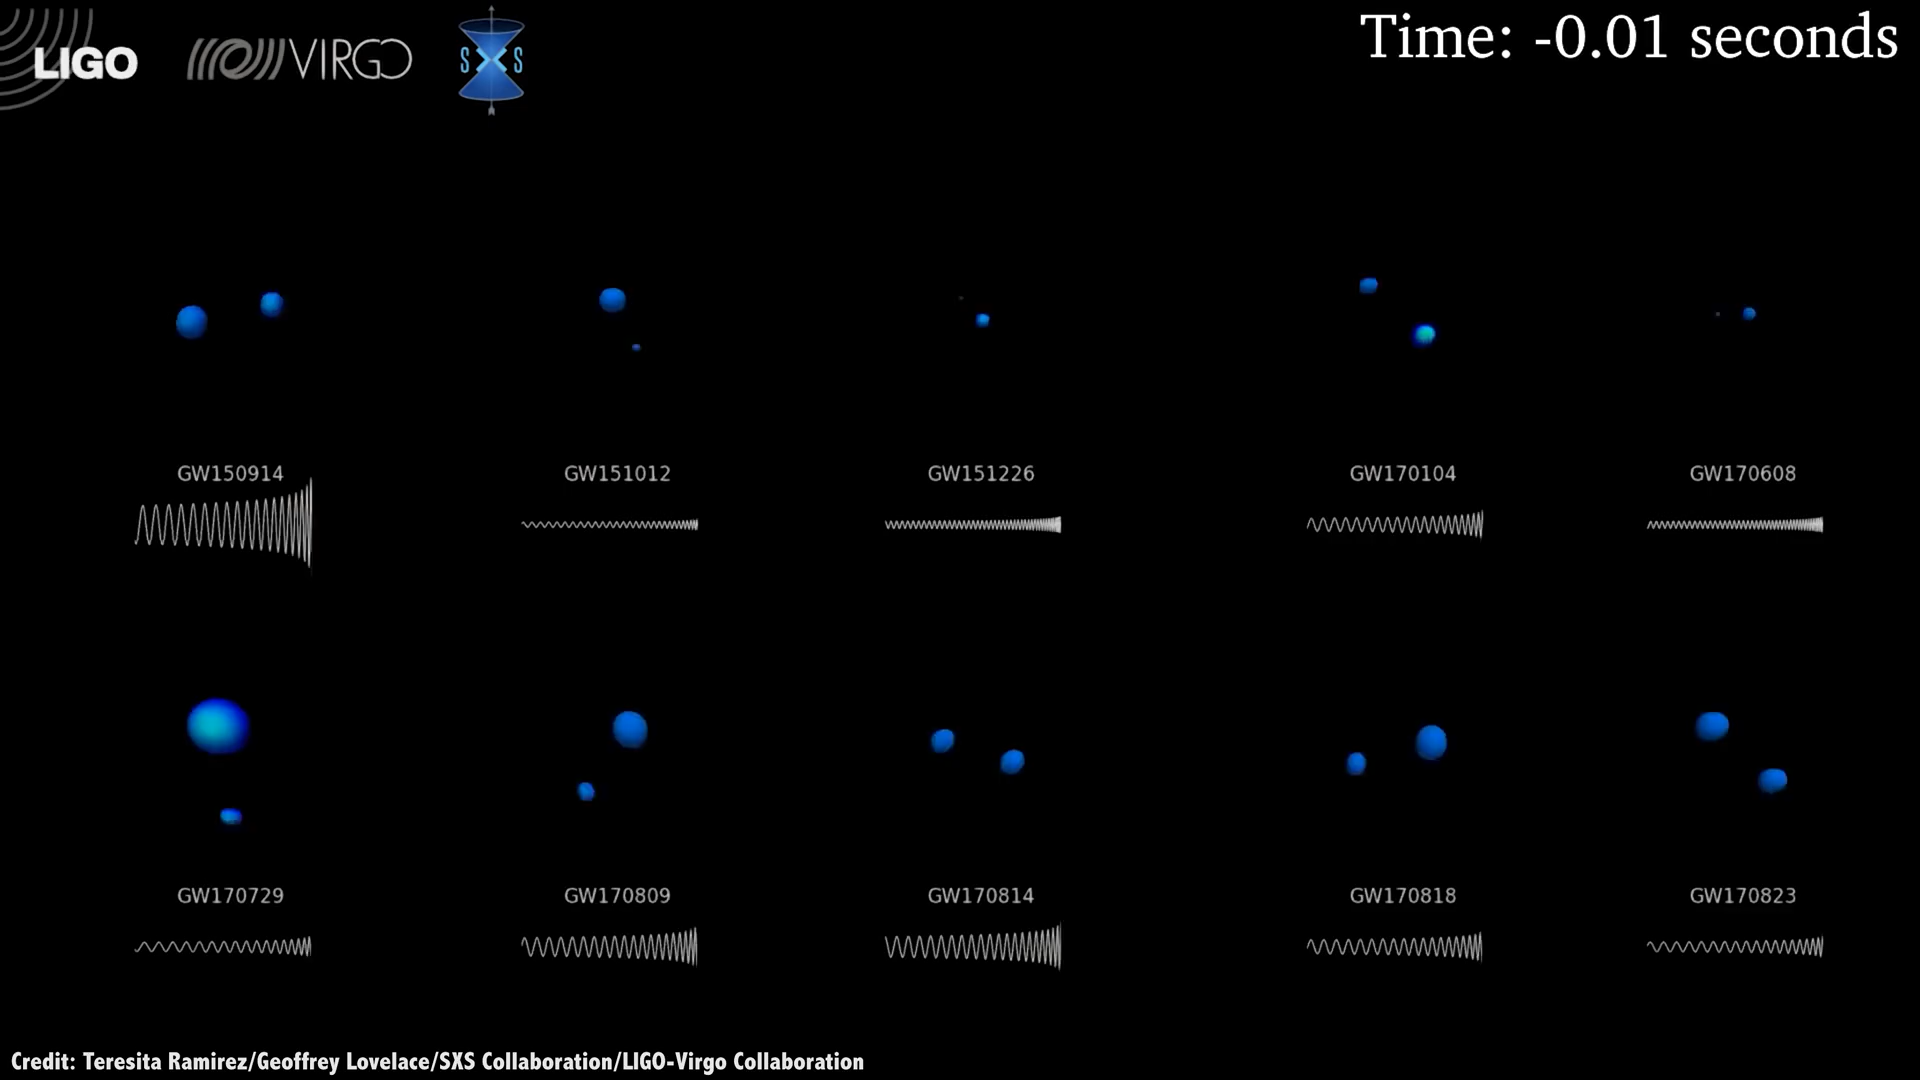 LIGO
VIRGO
SXS
Time: -0.01 seconds
GW150914
GW151012
GW151226
GW170104
GW170608
GW170729
GW170809
GW170814
GW170818
GW170823
Credit: Teresita Ramirez/Geoffrey Lovelace/SXS Collaboration/LIGO-Virgo Collaboration